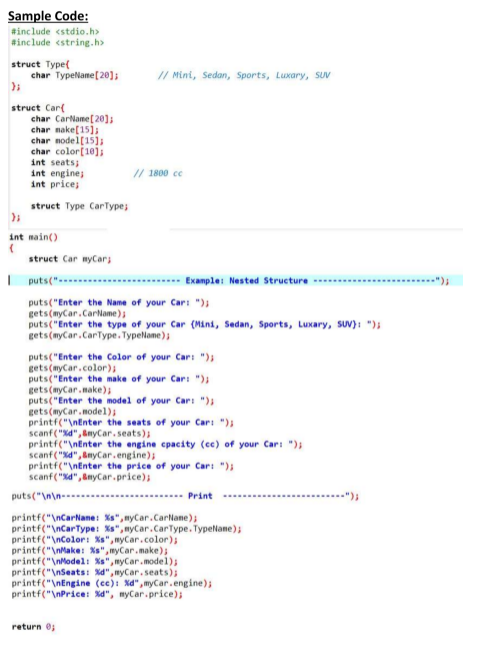 Sample Code:
#include <stdio.h>
#include <string.h>
struct Type{
char TypeName[20]; // Mini, Sedan, Sports, Luxary, SUV
};
struct Car{
char CarName[20];
char make[15];
char model[15];
char color[10];
int seats;
int engine; // 1800 cc
int price;
struct Type CarType;
};
int main()
{
struct Car myCar;
puts("------------------------- Example: Nested Structure -------------------------");
puts("Enter the Name of your Car: ");
gets(myCar.CarName);
puts("Enter the type of your Car {Mini, Sedan, Sports, Luxary, SUV}: ");
gets(myCar.CarType.TypeName);
puts("Enter the Color of your Car: ");
gets(myCar.color);
puts("Enter the make of your Car: ");
gets(myCar.make);
puts("Enter the model of your Car: ");
gets(myCar.model);
printf("\nEnter the seats of your Car: ");
scanf("%d",&myCar.seats);
printf("\nEnter the engine cpacity (cc) of your Car: ");
scanf("%d",&myCar.engine);
printf("\nEnter the price of your Car: ");
scanf("%d",&myCar.price);
puts("\n\n------------------------- Print -------------------------");
printf("\nCarName: %s",myCar.CarName);
printf("\nCarType: %s",myCar.CarType.TypeName);
printf("\nColor: %s",myCar.color);
printf("\nMake: %s",myCar.make);
printf("\nModel: %s",myCar.model);
printf("\nSeats: %d",myCar.seats);
printf("\nEngine (cc): %d",myCar.engine);
printf("\nPrice: %d", myCar.price);
return 0;